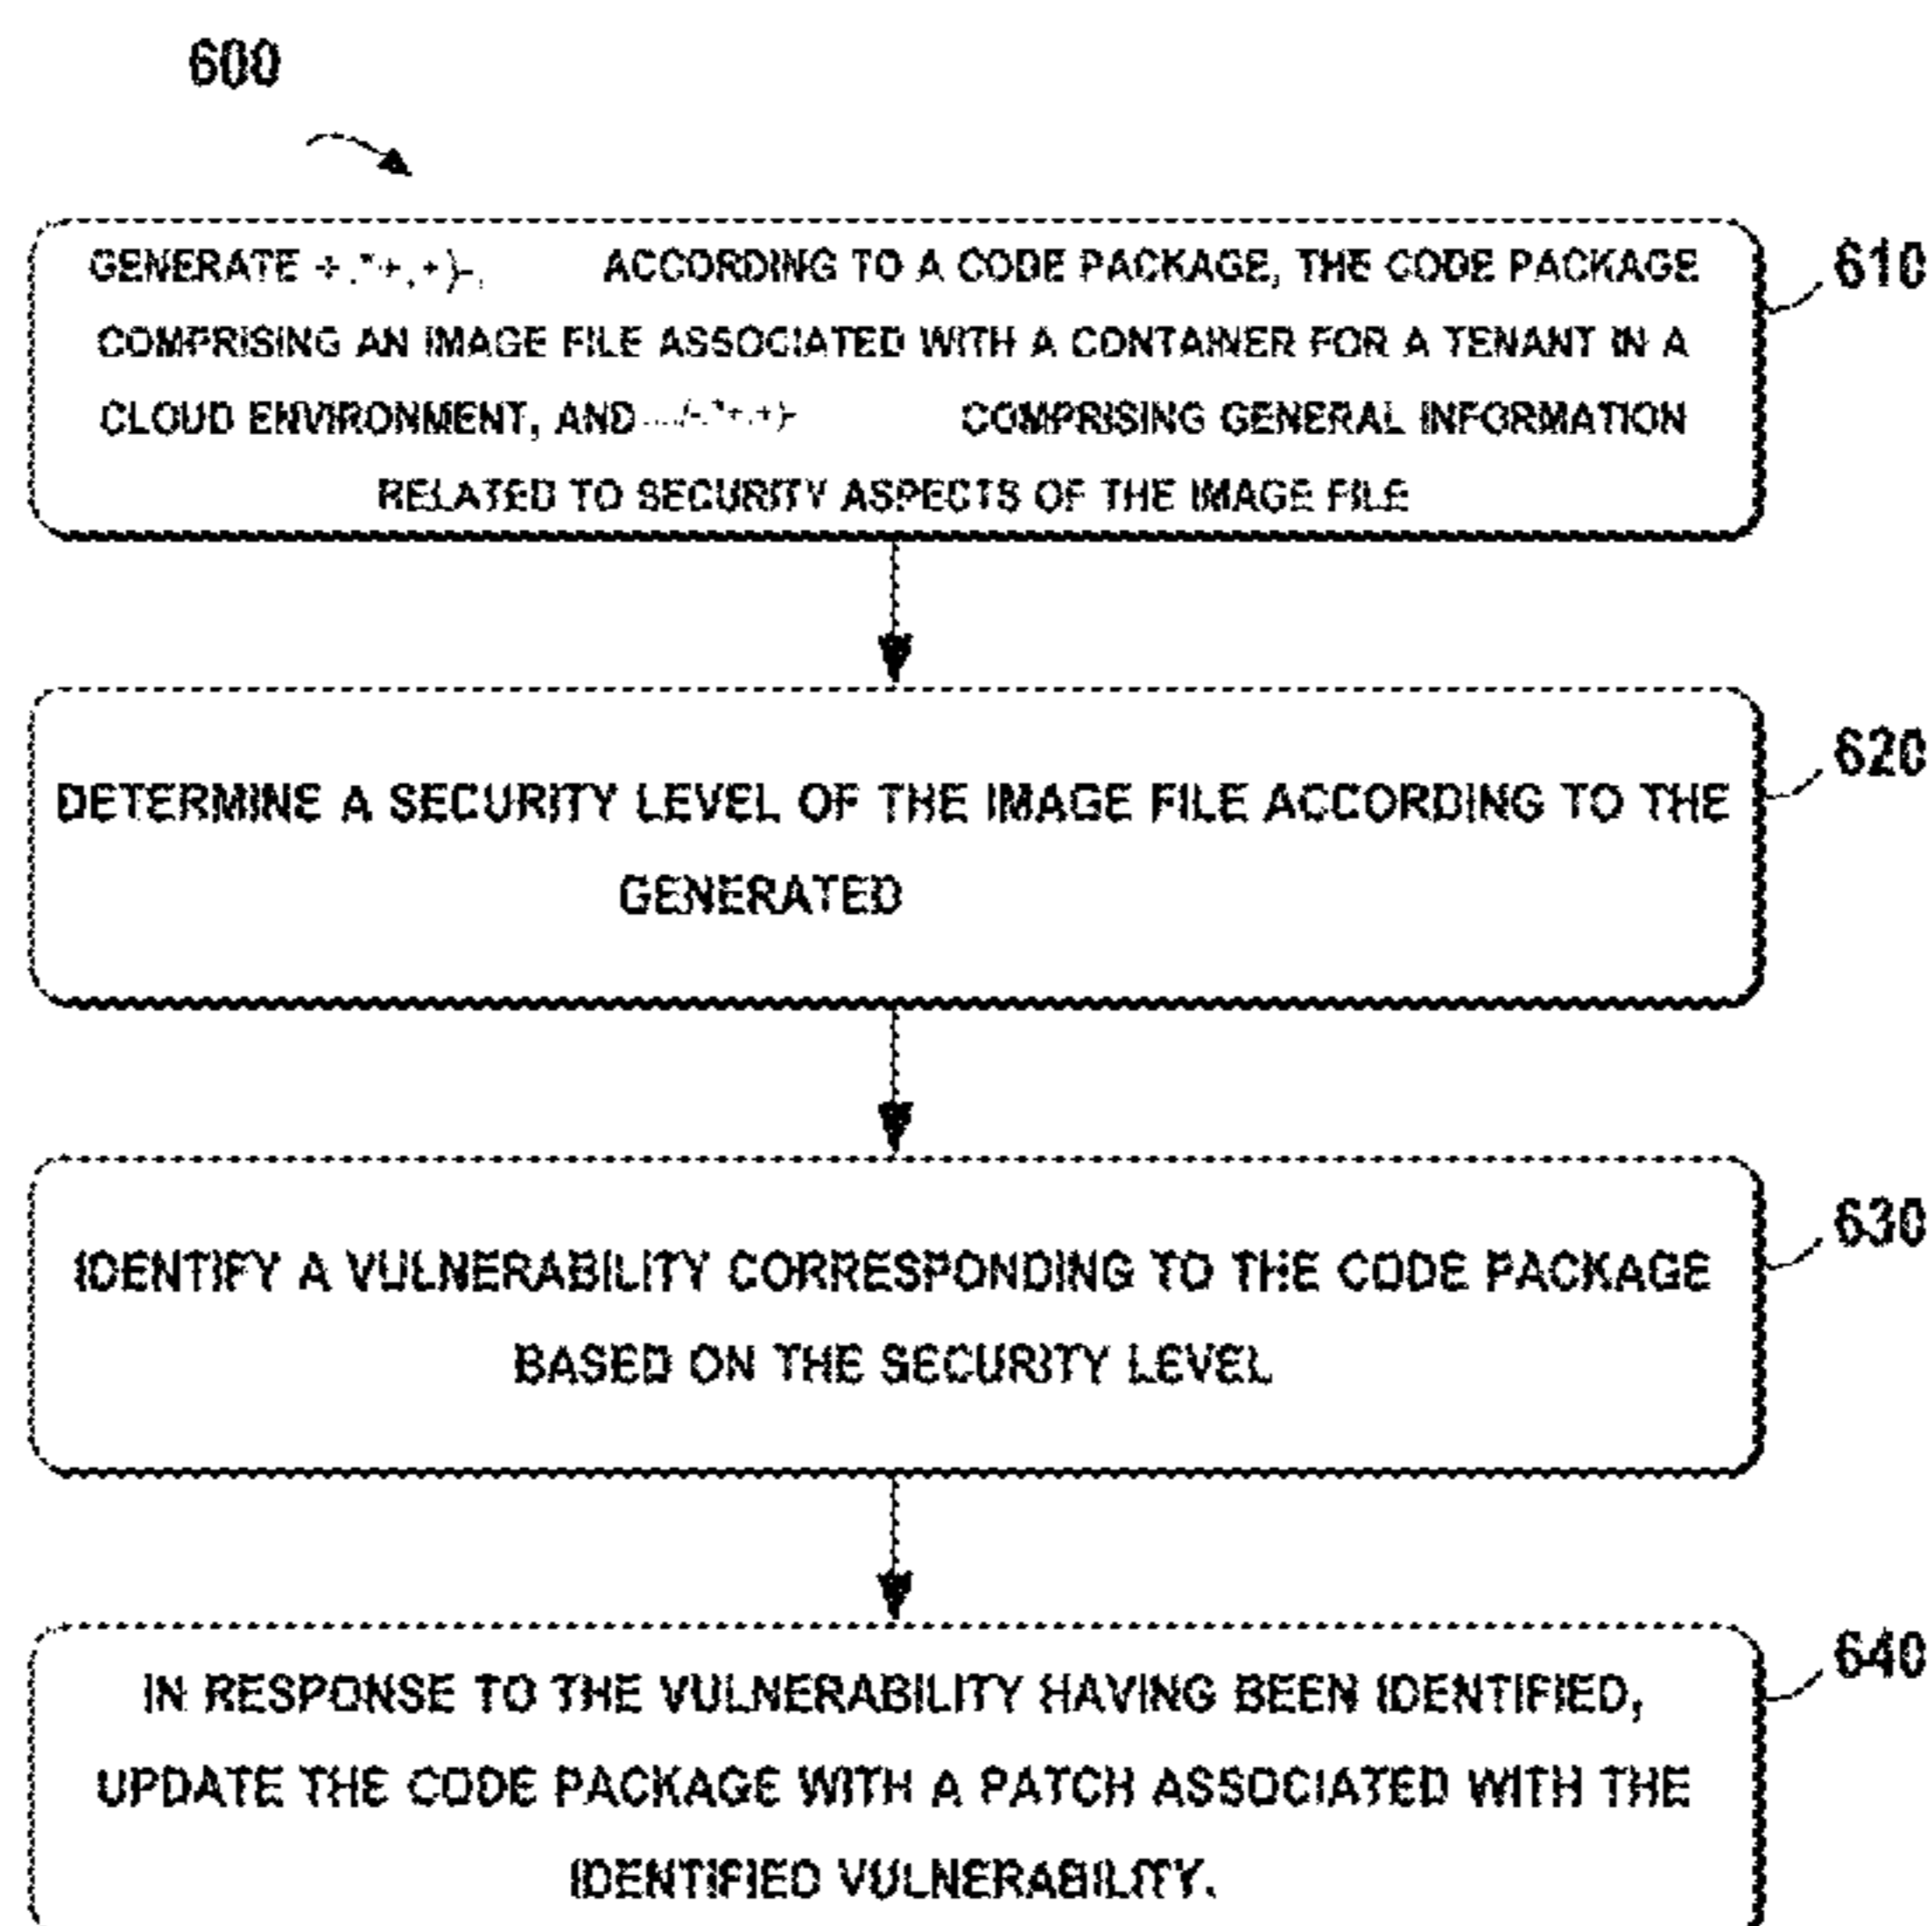 600
GENERATE ACCORDING TO A CODE PACKAGE, THE CODE PACKAGE
610
COMPRISING AN IMAGE FILE ASSOCIATED WITH A CONTAINER FOR A TENANT IN A
CLOUD ENVIRONMENT, AND COMPRISING GENERAL INFORMATION
RELATED TO SECURITY ASPECTS OF THE IMAGE FILE
620
DETERMINE A SECURITY LEVEL OF THE IMAGE FILE ACCORDING TO THE
GENERATED
630
IDENTIFY A VULNERABILITY CORRESPONDING TO THE CODE PACKAGE
BASED ON THE SECURITY LEVEL
640
IN RESPONSE TO THE VULNERABILITY HAVING BEEN IDENTIFIED,
UPDATE THE CODE PACKAGE WITH A PATCH ASSOCIATED WITH THE
IDENTIFIED VULNERABILITY.